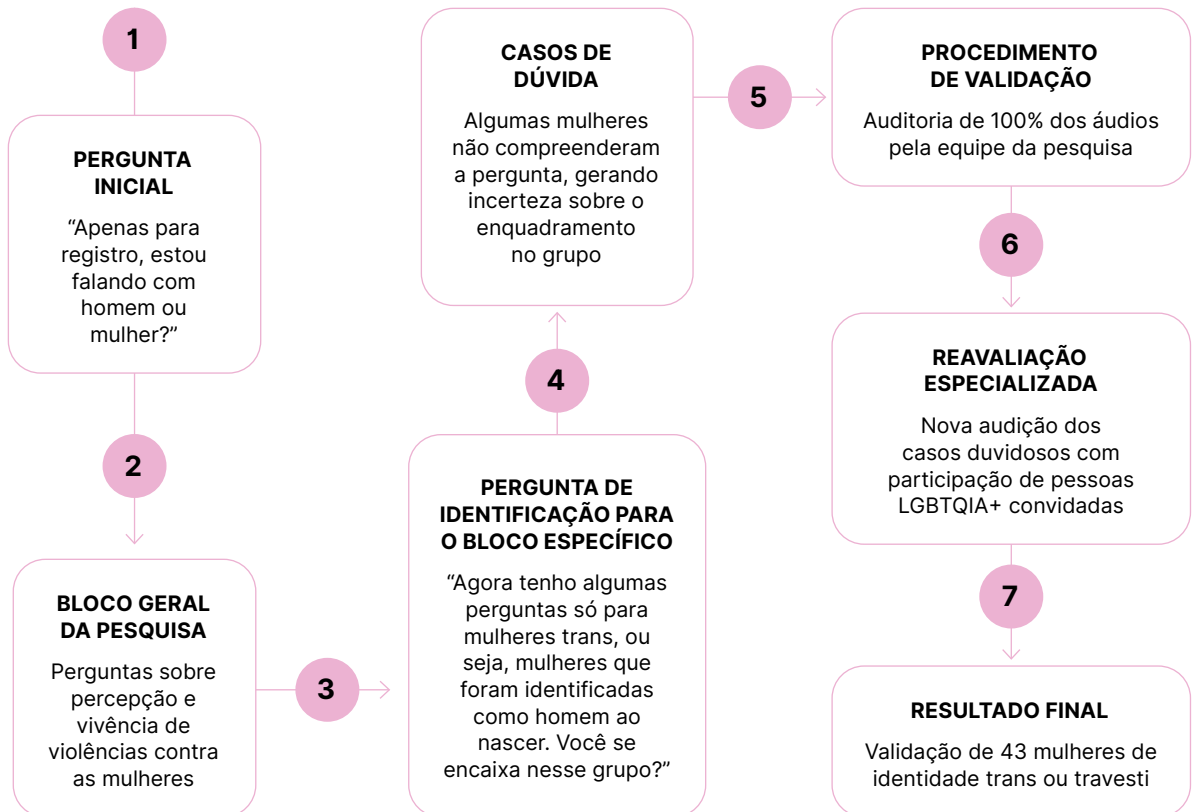 1
PERGUNTA
INICIAL
“Apenas para
registro, estou
falando com
homem ou
mulher?”
2
BLOCO GERAL
DA PESQUISA
Perguntas sobre
percepção e
vivência de
violências contra
as mulheres
3
PERGUNTA DE
IDENTIFICAÇÃO PARA
O BLOCO ESPECÍFICO
“Agora tenho algumas
perguntas só para
mulheres trans, ou
seja, mulheres que
foram identificadas
como homem ao
nascer. Você se
encaixa nesse grupo?”
4
CASOS DE
DÚVIDA
Algumas mulheres
não compreenderam
a pergunta, gerando
incerteza sobre o
enquadramento
no grupo
5
PROCEDIMENTO
DE VALIDAÇÃO
Auditoria de 100% dos áudios
pela equipe da pesquisa
6
REAVALIAÇÃO
ESPECIALIZADA
Nova audição dos
casos duvidosos com
participação de pessoas
LGBTQIA+ convidadas
7
RESULTADO FINAL
Validação de 43 mulheres de
identidade trans ou travesti